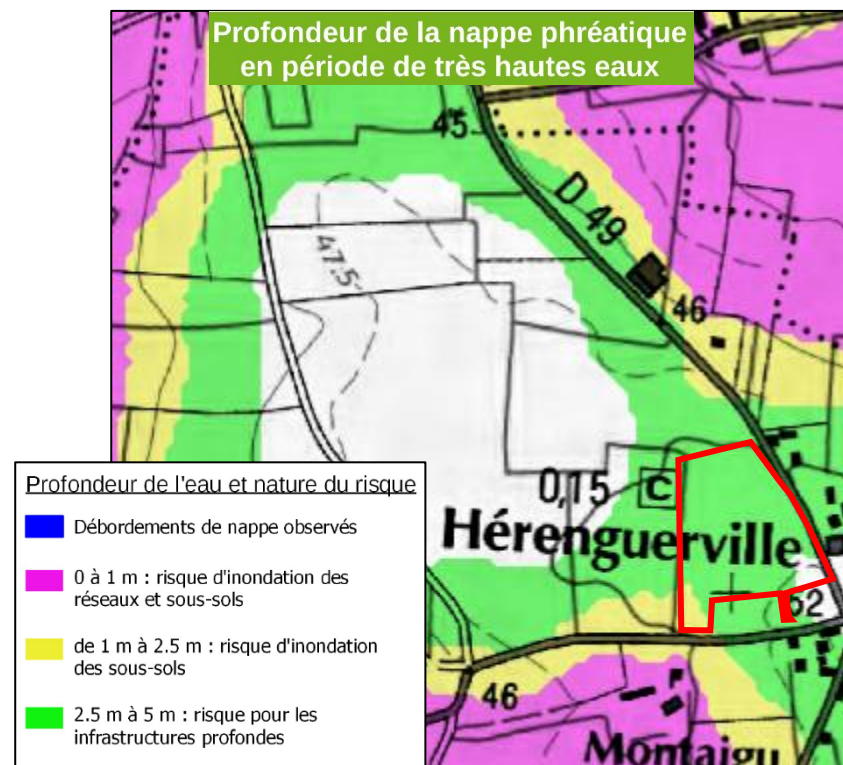 Profondeur de la nappe phréatique
en période de très hautes eaux
45
D 49
47.5
46
0,15 C
Hérenguerville
52
46
Montaigu
Profondeur de l'eau et nature du risque
Débordements de nappe observés
0 à 1 m : risque d'inondation des
réseaux et sous-sols
de 1 m à 2.5 m : risque d'inondation
des sous-sols
2.5 m à 5 m : risque pour les
infrastructures profondes